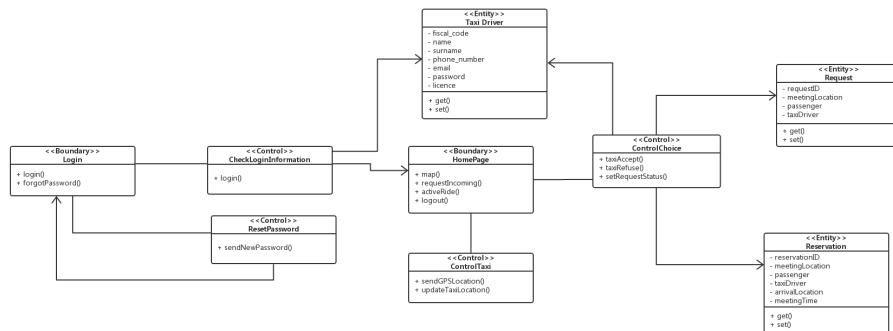 <<Entity>>
Taxi Driver
- fiscal_code
- name
- surname
- phone_number
- email
- password
- licence
+ get()
+ set()
<<Entity>>
Request
- requestID
- meetingLocation
- passenger
- taxiDriver
+ get()
+ set()
<<Boundary>>
Login
+ login()
+ forgotPassword()
<<Control>>
CheckLoginInformation
+ login()
<<Boundary>>
HomePage
+ map()
+ requestIncoming()
+ activeRide()
+ logout()
<<Control>>
ControlChoice
+ taxiAccept()
+ taxiRefuse()
+ setRequestStatus()
<<Control>>
ResetPassword
+ sendNewPassword()
<<Control>>
ControlTaxi
+ sendGPSLocation()
+ updateTaxiLocation()
<<Entity>>
Reservation
- reservationID
- meetingLocation
- passenger
- taxiDriver
- arrivalLocation
- meetingTime
+ get()
+ set()